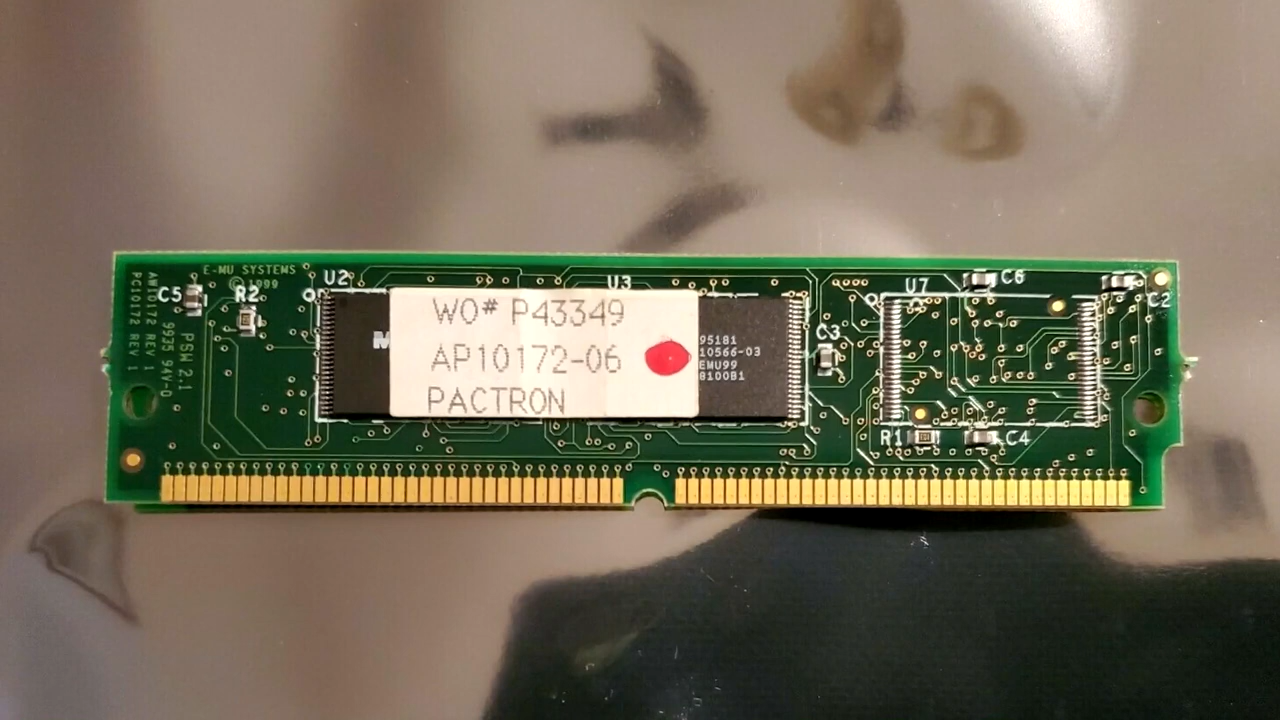 E-MU SYSTEMS
© 1999
AW10172 REV 1
PC10172 REV 1
PSW 2.1
9935 94V-0
C5
R2
U2
U3
WO# P43349
AP10172-06
PACTRON
M
95181
10566-03
EMU99
8100B1
C3
U7
C6
C2
R1
C4